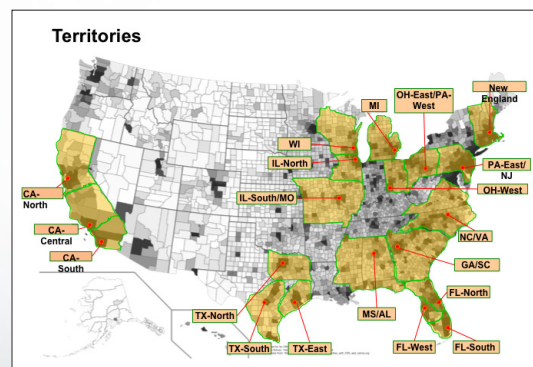 Territories
New
England
OH-East/PA-
West
MI
WI
IL-North
PA-East/
NJ
OH-West
CA-
North
IL-South/MO
CA-
Central
NC/VA
CA-
South
GA/SC
TX-North
MS/AL
FL-North
TX-South
TX-East
FL-West
FL-South